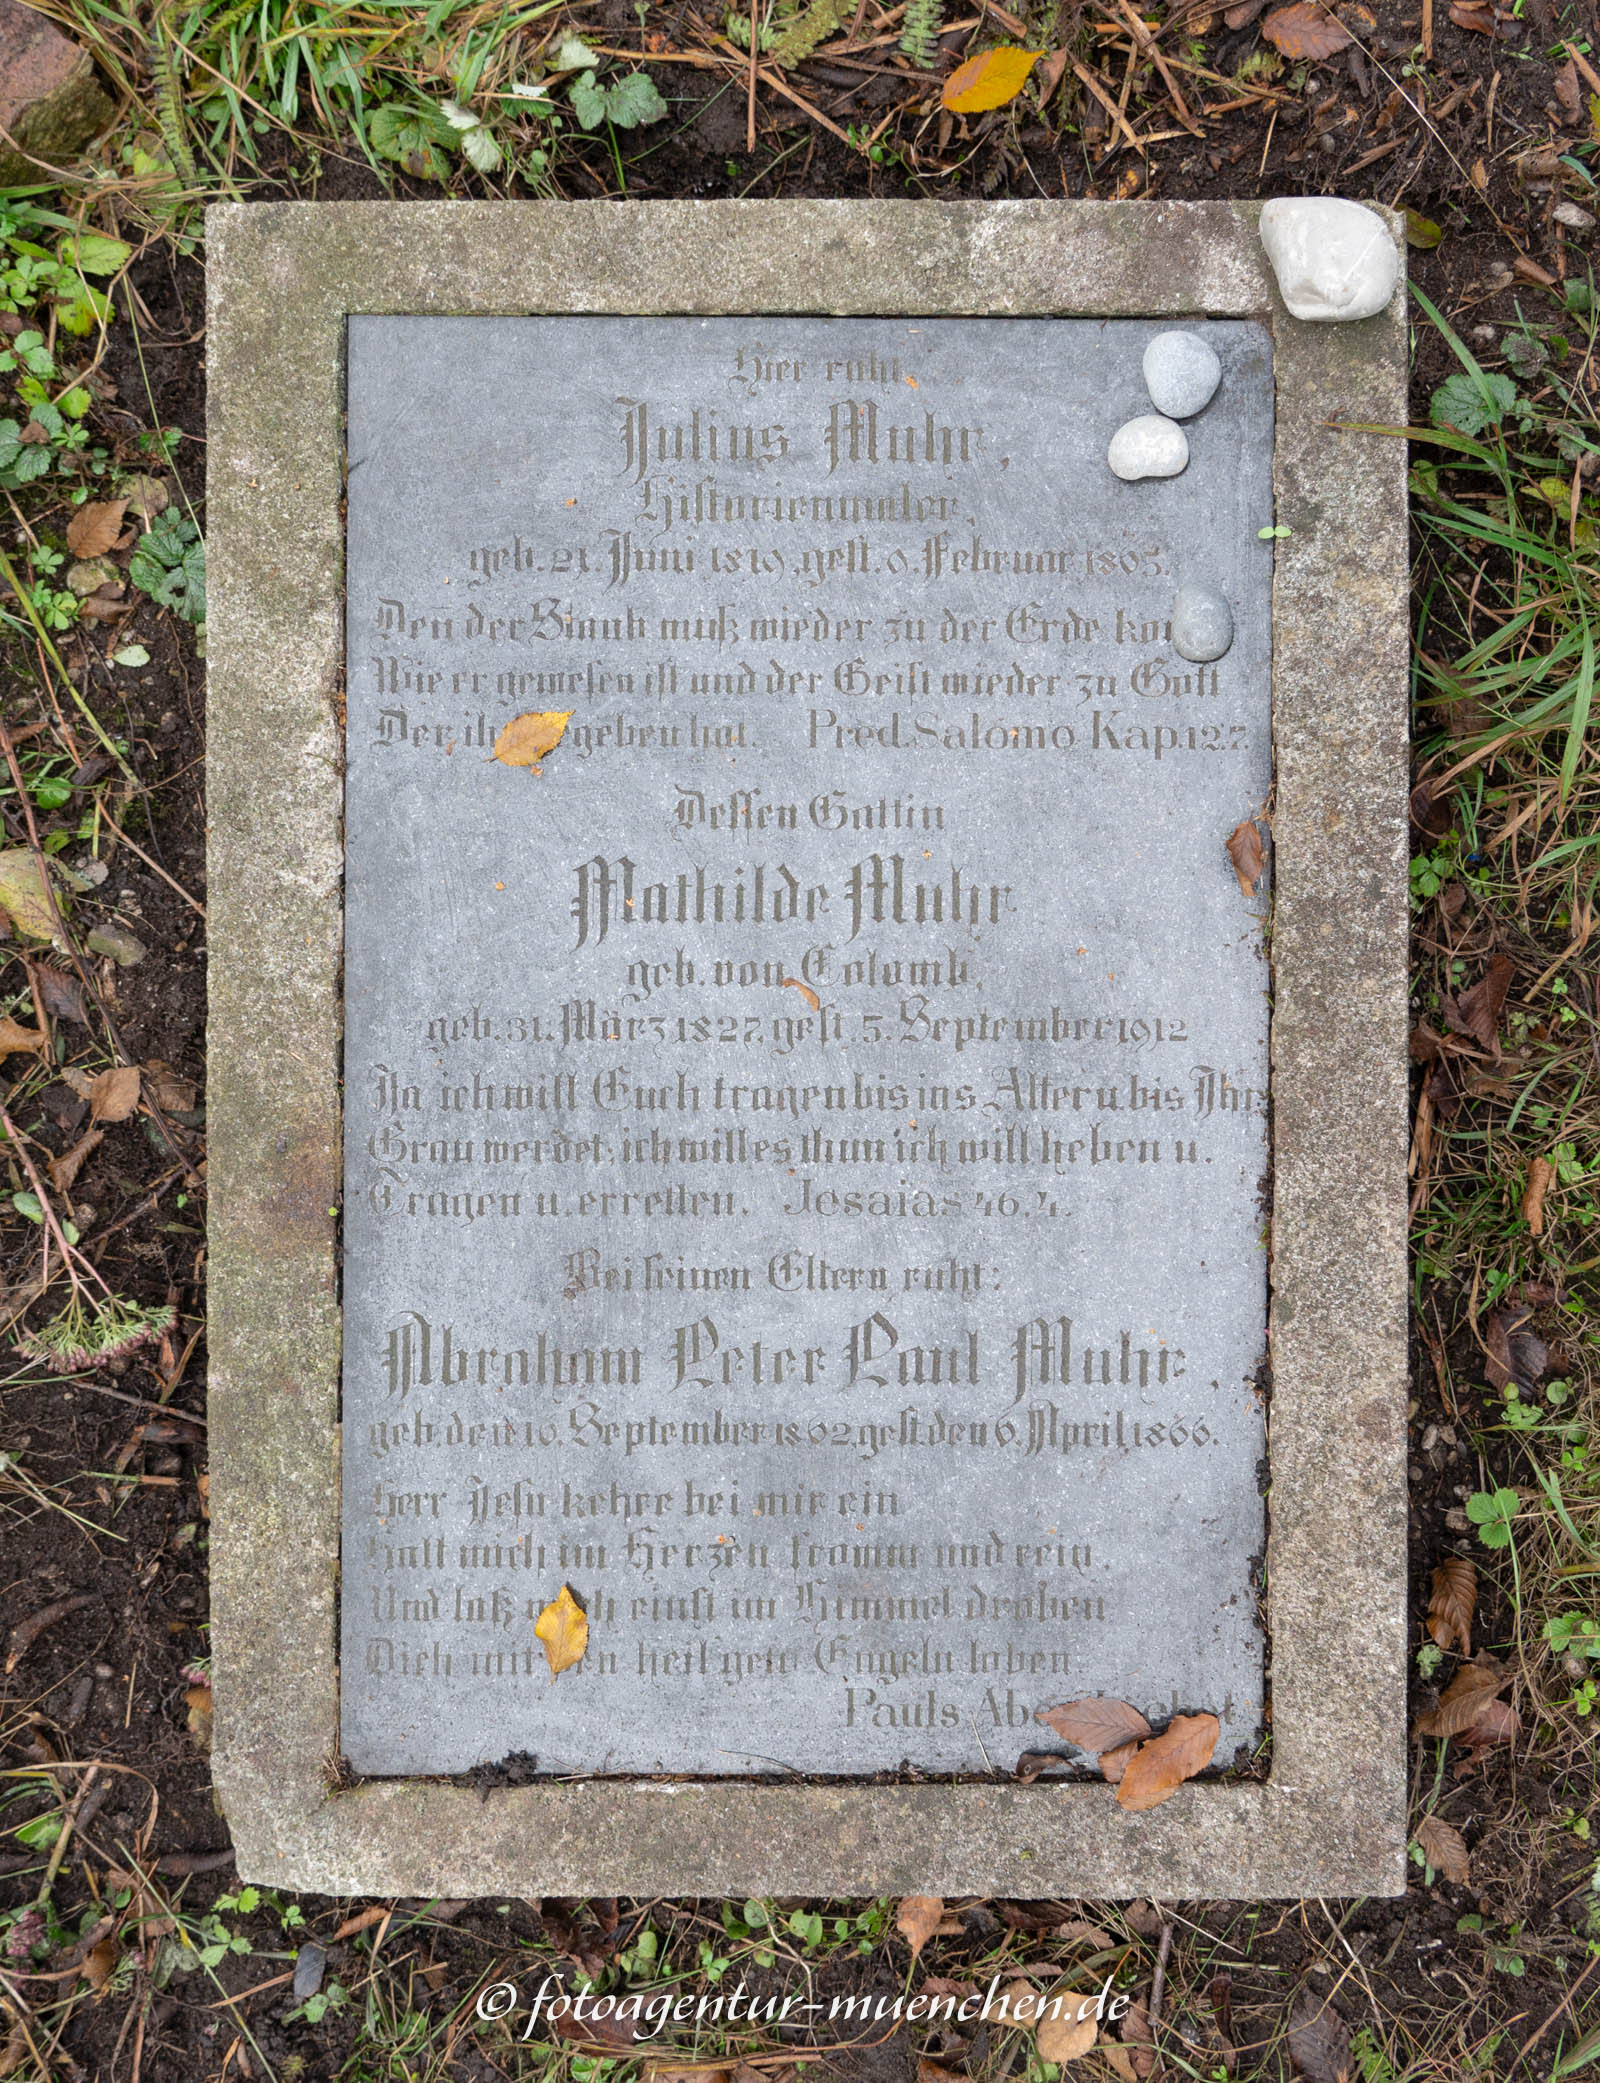 Hier ruht
Julius Muhr,
Historienmaler,
geb. 21. Juni 1819, gest. 9. Februar 1865.
Deñ der Staub muß wieder zu der Erde
Wie er gewesen ist und der Geist wieder zu Gott
Der gegeben hat. Pred. Salomo Kap. 12.7.
Dessen Gattin
Mathilde Muhr
geb. von Colomb,
geb. 31. März 1827, gest. 5. September 1912
Ja ich will Euch tragen bis ins Alter u. bis Ihr
Grau werdet; ich will es thun ich will heben u.
Tragen u. erretten. Jesaias 46. 4.
Bei seinen Eltern ruht:
Abraham Peter Paul Muhr,
geb. den 16. September 1862, gest. den 6. April, 1866.
Herr Jesu kehre bei mir ein
Halt mich im Herzen fromm und rein.
Und laß mich einst im Himmel droben
Dich mit den heil'gen Engeln loben.
Pauls
© fotoagentur-muenchen.de